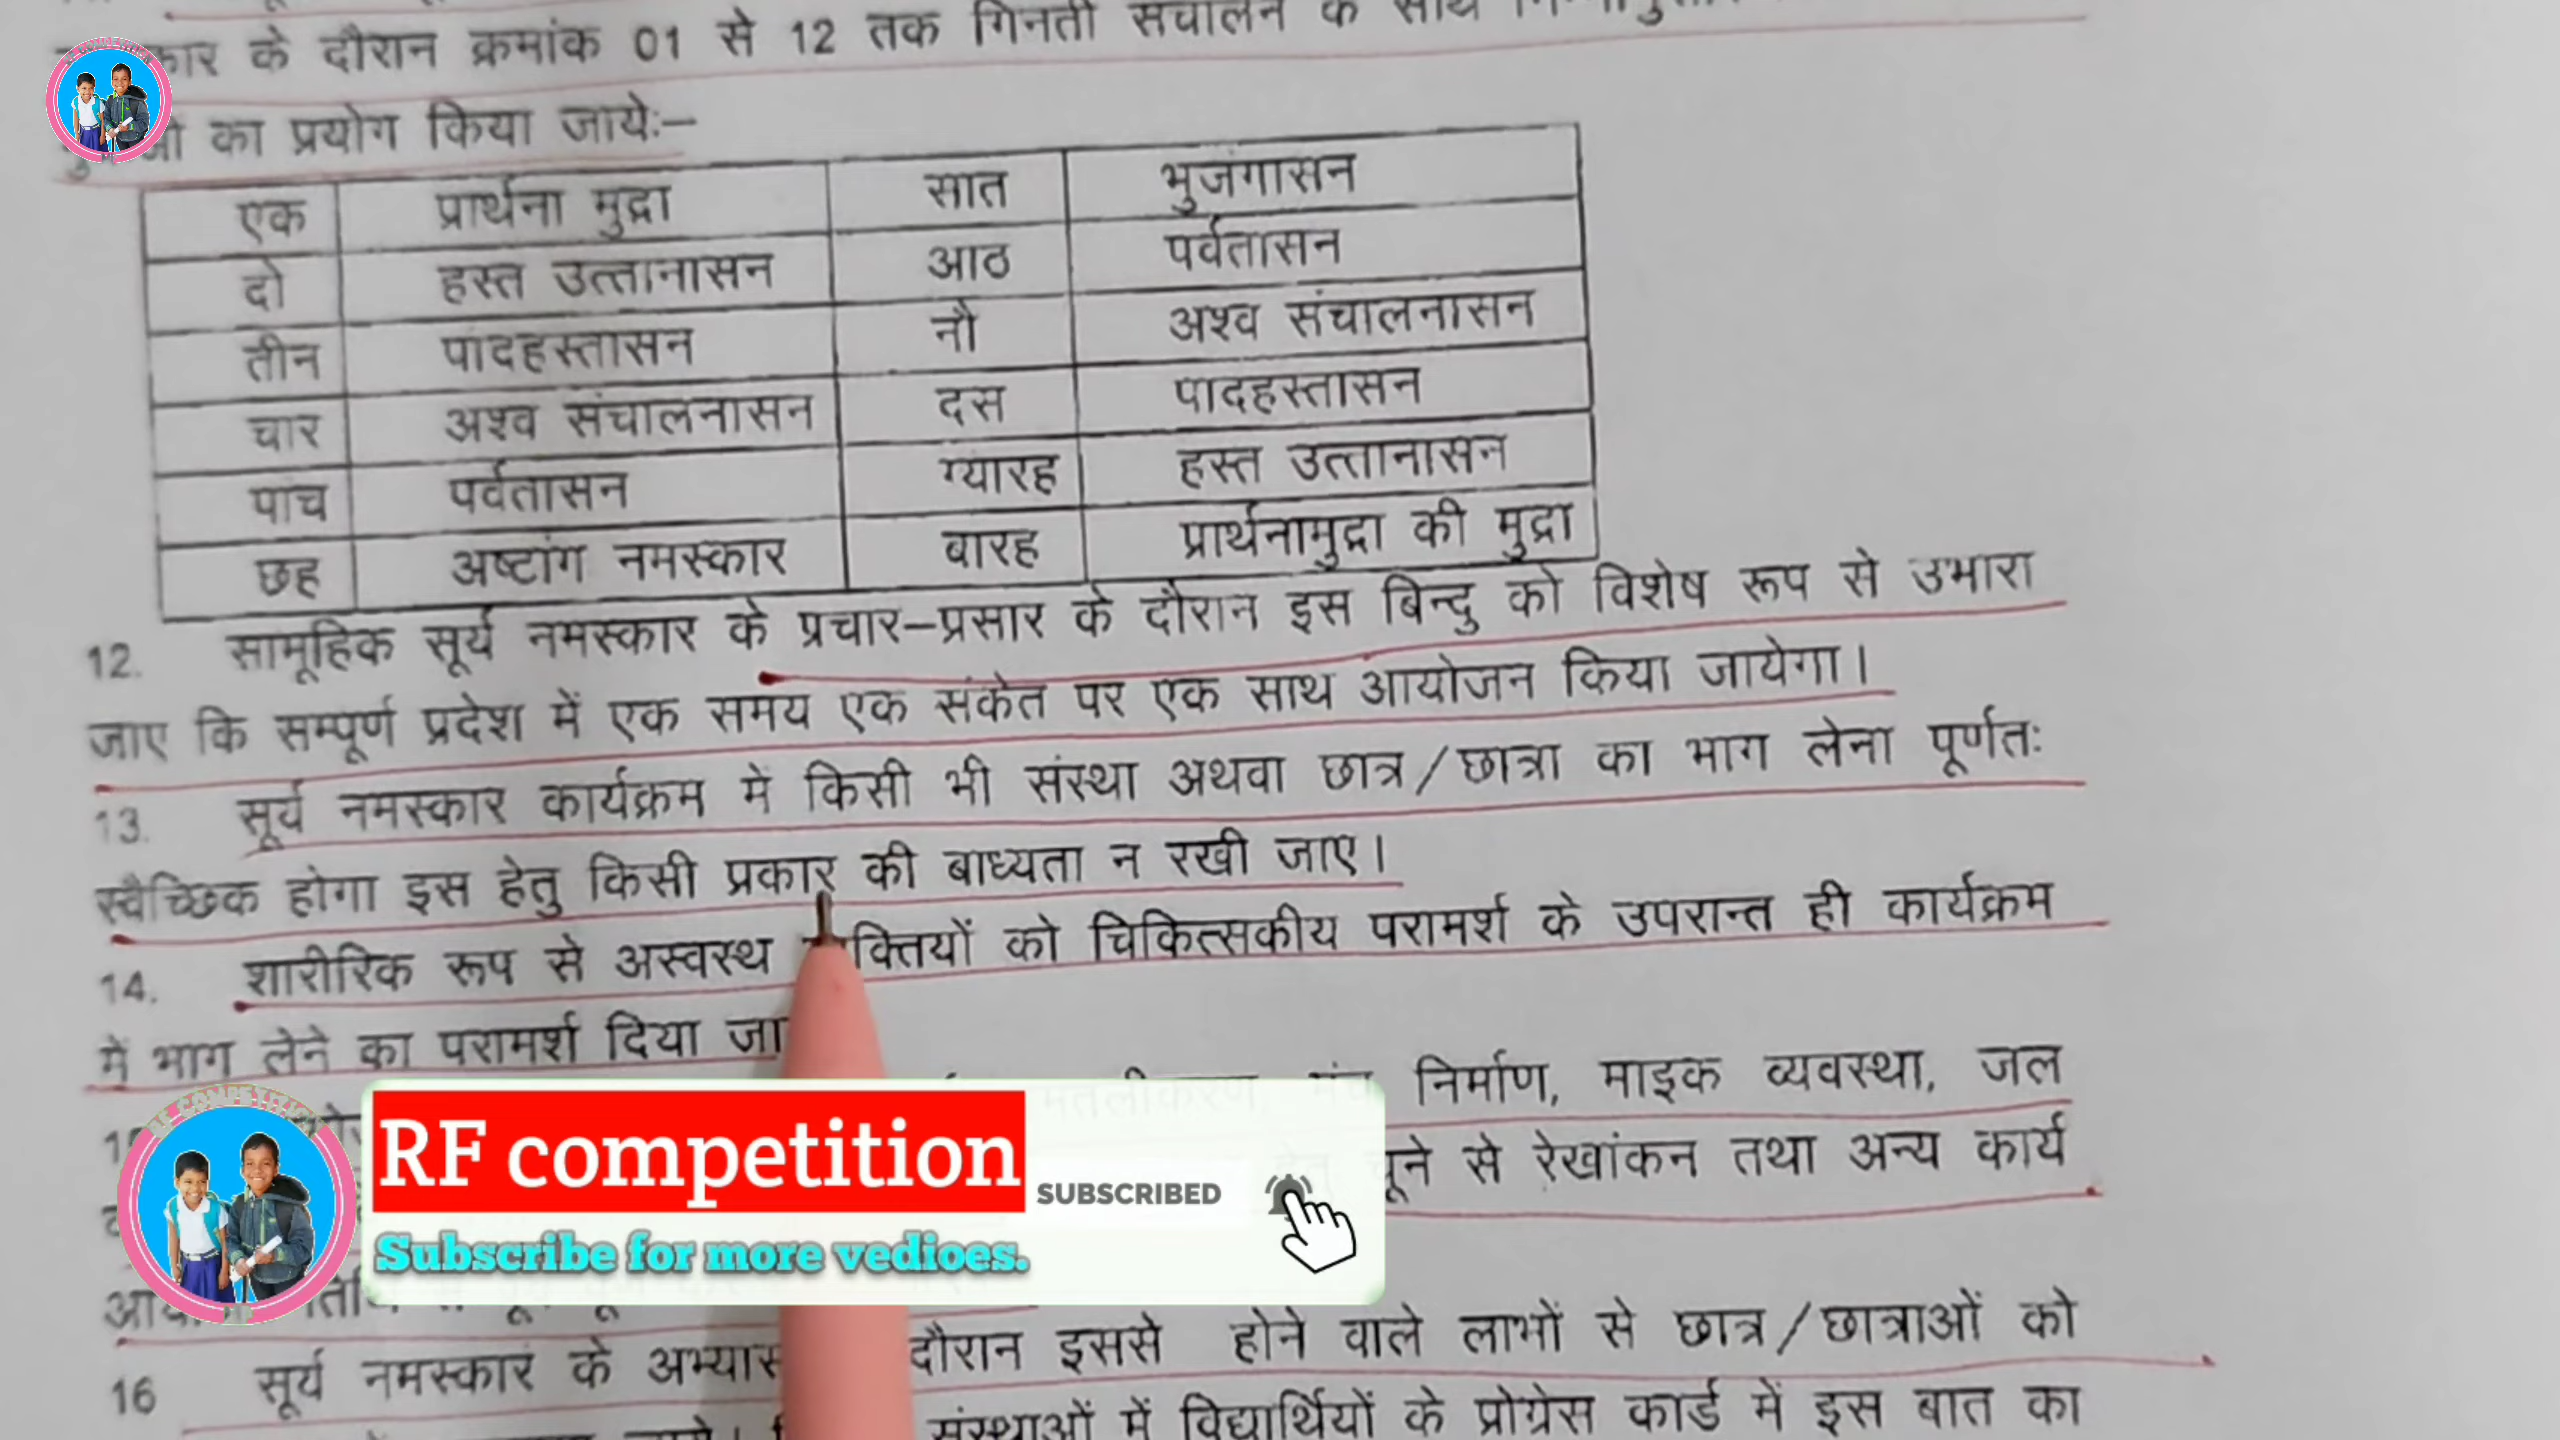 के दौरान क्रमांक 01 से 12 तक गिनती संचालन के साथ
का प्रयोग किया जाये:-
एक प्रार्थना मुद्रा सात भुजंगासन
दो हस्त उत्तानासन आठ पर्वतासन
तीन पादहस्तासन नौ अश्व संचालनासन
चार अश्व संचालनासन दस पादहस्तासन
पाच पर्वतासन ग्यारह हस्त उत्तानासन
छह अष्टांग नमस्कार बारह प्रार्थनामुद्रा की मुद्रा
12. सामूहिक सूर्य नमस्कार के प्रचार-प्रसार के दौरान इस बिन्दु को विशेष रूप से उभारा
जाए कि सम्पूर्ण प्रदेश में एक समय एक संकेत पर एक साथ आयोजन किया जायेगा।
13. सूर्य नमस्कार कार्यक्रम में किसी भी संस्था अथवा छात्र/छात्रा का भाग लेना पूर्णतः
स्वैच्छिक होगा इस हेतु किसी प्रकार की बाध्यता न रखी जाए।
14. शारीरिक रूप से अस्वस्थ को चिकित्सकीय परामर्श के उपरान्त ही कार्यक्रम
में भाग लेने का परामर्श दिया
निर्माण, माइक व्यवस्था, जल
चूने से रेखांकन तथा अन्य कार्य
RF competition
SUBSCRIBED
Subscribe for more vedioes.
16 सूर्य नमस्कार के दौरान इससे होने वाले लाभों से छात्र/छात्राओं को
संस्थाओं में विद्यार्थियों के प्रोग्रेस कार्ड में इस बात का